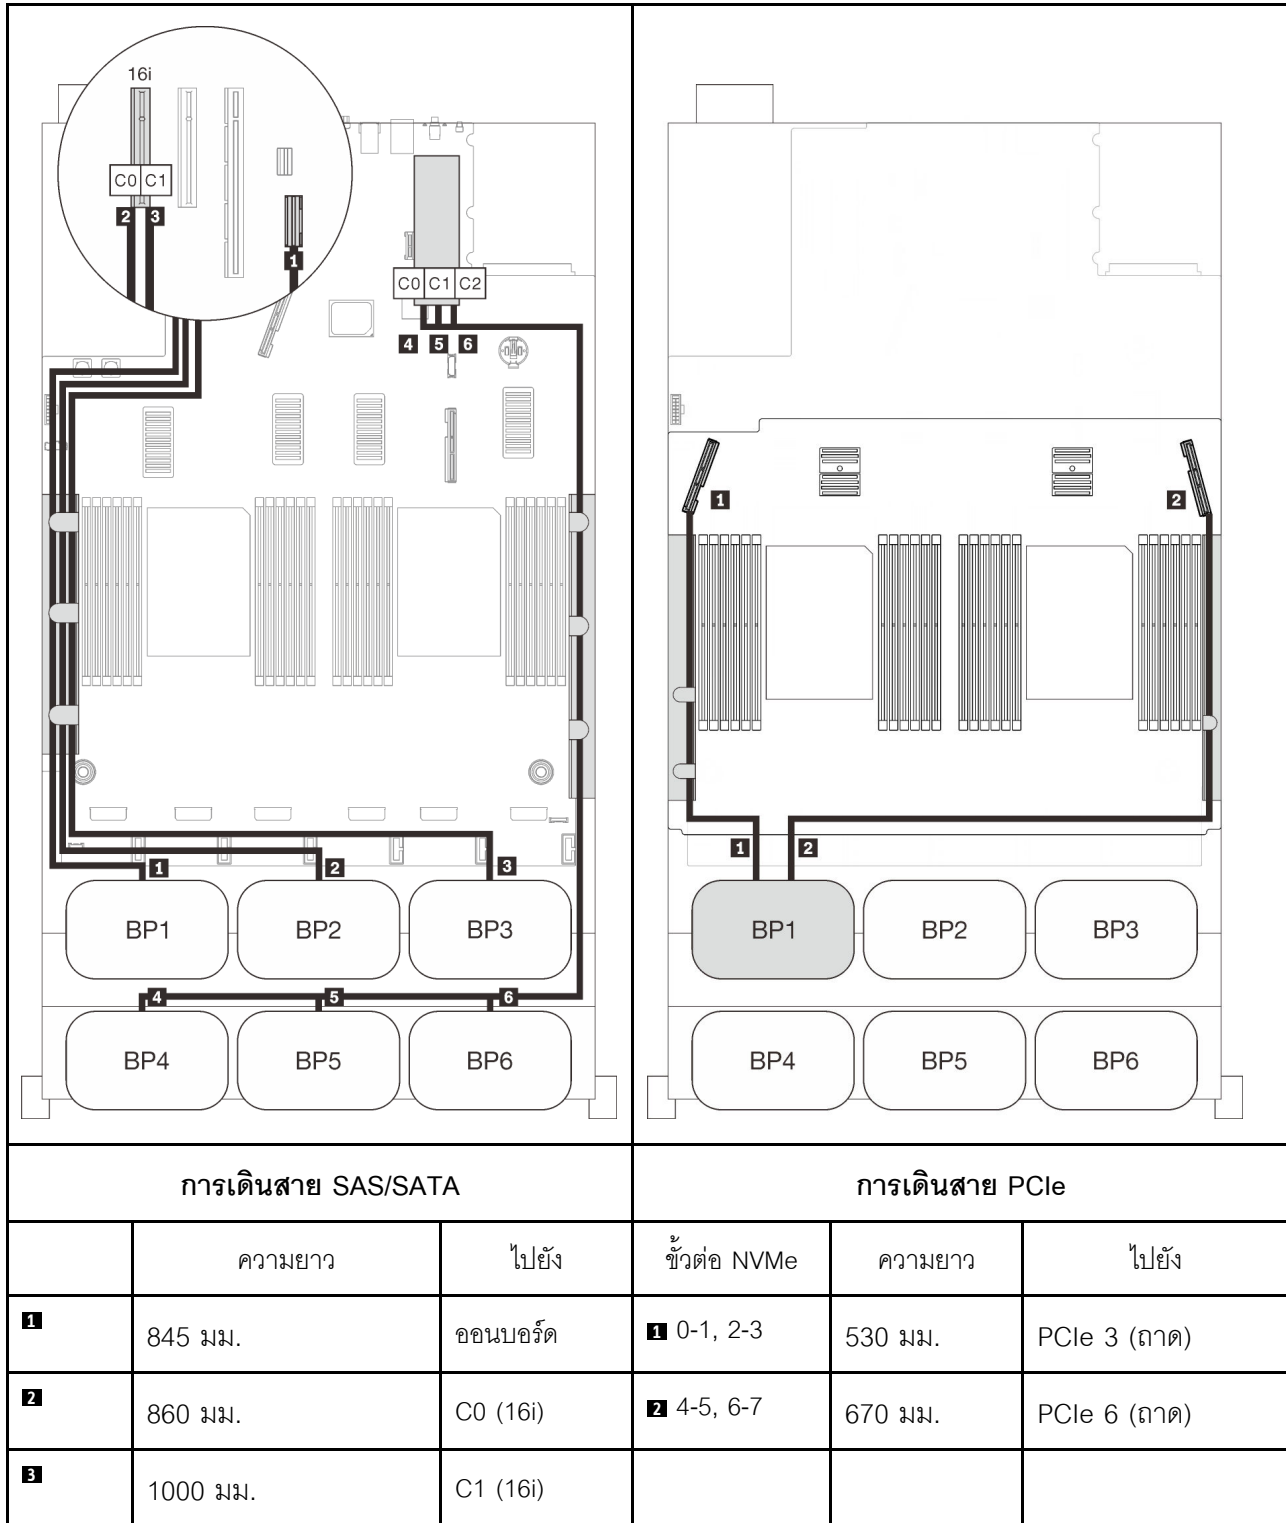 16i
C0 C1
2 3
1
C0 C1 C2
4 5 6
1 2 3
BP1 BP2 BP3
4 5 6
BP4 BP5 BP6
1 2
1 2
BP1 BP2 BP3
BP4 BP5 BP6
การเดินสาย SAS/SATA การเดินสาย PCIe
ความยาว ไปยัง ขั้วต่อ NVMe ความยาว ไปยัง
1 845 มม. ออนบอร์ด 1 0-1, 2-3 530 มม. PCIe 3 (ถาด)
2 860 มม. C0 (16i) 2 4-5, 6-7 670 มม. PCIe 6 (ถาด)
3 1000 มม. C1 (16i)